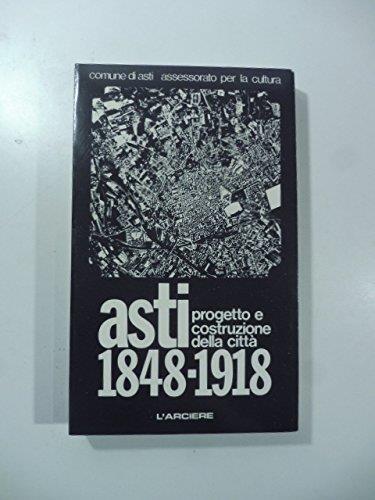 comune di asti assessorato per la cultura
asti
progetto e
costruzione
della città
1848-1918
L'ARCIERE